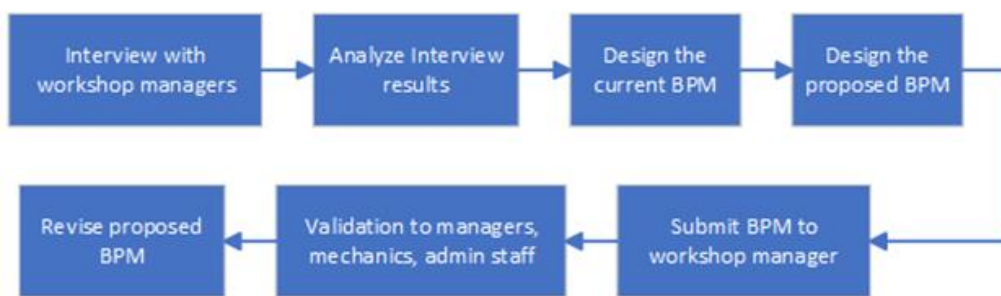 Interview with
workshop managers
Analyze Interview
results
Design the
current BPM
Design the
proposed BPM
Revise proposed
BPM
Validation to managers,
mechanics, admin staff
Submit BPM to
workshop manager